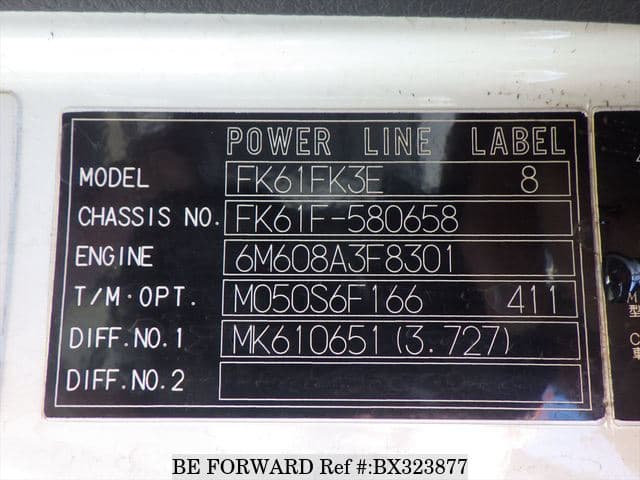 POWER LINE LABEL
MODEL FK61FK3E 8
CHASSIS NO. FK61F-580658
ENGINE 6M608A3F8301
T/M·OPT. M050S6F166 411
DIFF.NO.1 MK610651(3.727)
DIFF.NO.2
BE FORWARD Ref #:BX323877